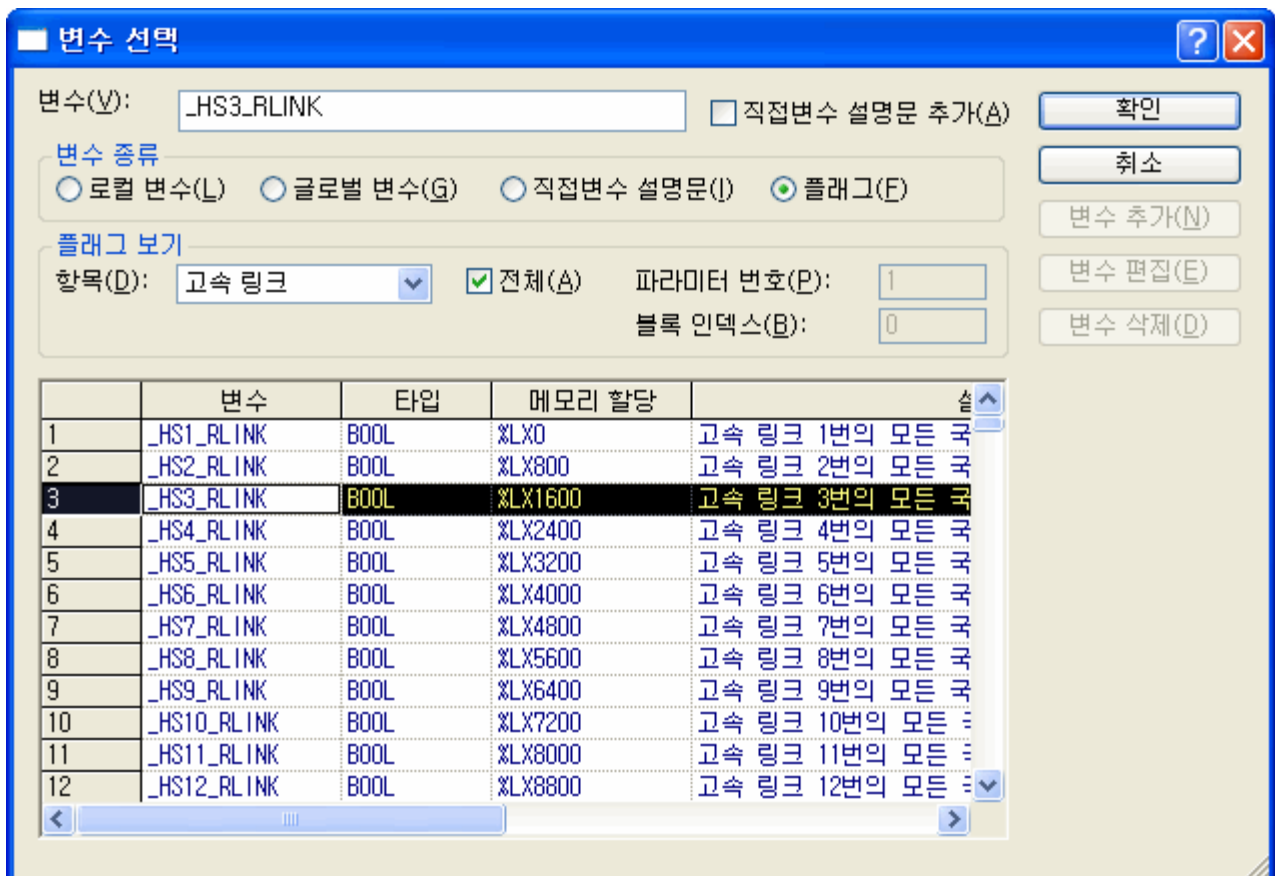 변수 선택
변수(V): _HS3_RLINK 직접변수 설명문 추가(A) 확인
변수 종류 취소
로컬 변수(L) 글로벌 변수(G) 직접변수 설명문(I) 플래그(F)
변수 추가(N)
플래그 보기
항목(D): 고속 링크 전체(A) 파라미터 번호(P): 1 변수 편집(E)
블록 인덱스(B): 0 변수 삭제(D)
변수 타입 메모리 할당
1 _HS1_RLINK BOOL %LX0 고속 링크 1번의 모든 국
2 _HS2_RLINK BOOL %LX800 고속 링크 2번의 모든 국
3 _HS3_RLINK BOOL %LX1600 고속 링크 3번의 모든 국
4 _HS4_RLINK BOOL %LX2400 고속 링크 4번의 모든 국
5 _HS5_RLINK BOOL %LX3200 고속 링크 5번의 모든 국
6 _HS6_RLINK BOOL %LX4000 고속 링크 6번의 모든 국
7 _HS7_RLINK BOOL %LX4800 고속 링크 7번의 모든 국
8 _HS8_RLINK BOOL %LX5600 고속 링크 8번의 모든 국
9 _HS9_RLINK BOOL %LX6400 고속 링크 9번의 모든 국
10 _HS10_RLINK BOOL %LX7200 고속 링크 10번의 모든
11 _HS11_RLINK BOOL %LX8000 고속 링크 11번의 모든
12 _HS12_RLINK BOOL %LX8800 고속 링크 12번의 모든